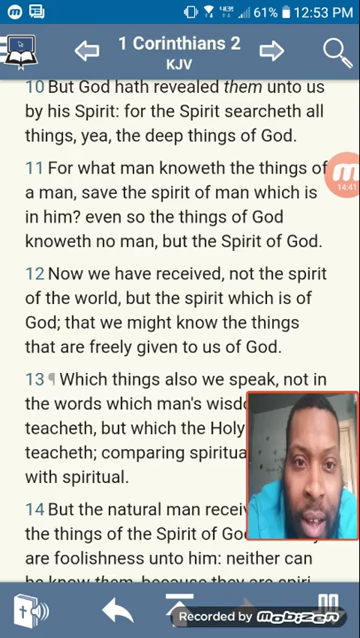 61% 12:53 PM
1 Corinthians 2
KJV
10 But God hath revealed them unto us
by his Spirit: for the Spirit searcheth all
things, yea, the deep things of God.
11 For what man knoweth the things of
a man, save the spirit of man which is
in him? even so the things of God
knoweth no man, but the Spirit of God.
14:41
12 Now we have received, not the spirit
of the world, but the spirit which is of
God; that we might know the things
that are freely given to us of God.
13 ¶ Which things also we speak, not in
the words which man's
teacheth, but which the Holy
teacheth; comparing
with spiritual.
14 But the natural man
the things of the Spirit of
are foolishness unto him: neither can
he know them, because they are
Recorded by Mobizen